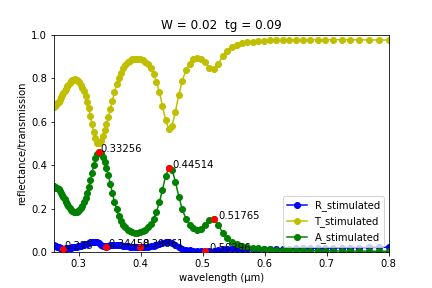 W = 0.02 tg = 0.09
reflectance/transmission
1.0
0.8
0.6
0.4
0.2
0.0
0.33256
0.44514
0.51765
R_stimulated
T_stimulated
A_stimulated
0.3
0.4
0.5
0.6
0.7
0.8
wavelength (μm)